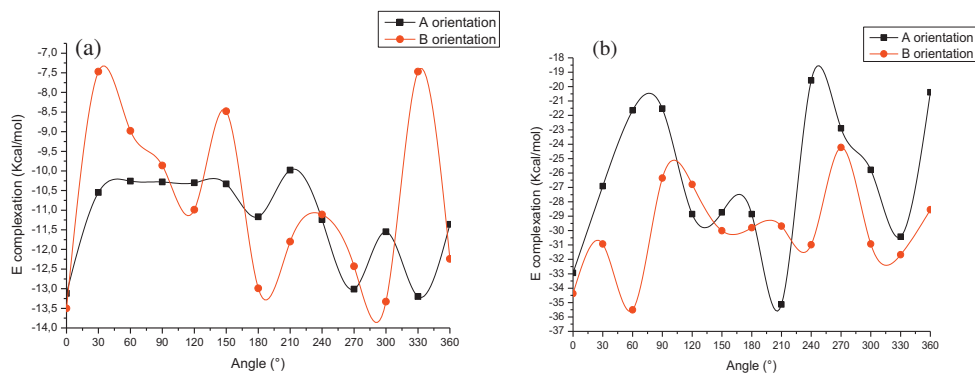 (a)
A orientation
B orientation
E complexation (Kcal/mol)
-7,0
-7,5
-8,0
-8,5
-9,0
-9,5
-10,0
-10,5
-11,0
-11,5
-12,0
-12,5
-13,0
-13,5
-14,0
0 30 60 90 120 150 180 210 240 270 300 330 360
Angle (°)
(b)
A orientation
B orientation
E complexation (Kcal/mol)
-18
-19
-20
-21
-22
-23
-24
-25
-26
-27
-28
-29
-30
-31
-32
-33
-34
-35
-36
-37
0 30 60 90 120 150 180 210 240 270 300 330 360
Angle (°)